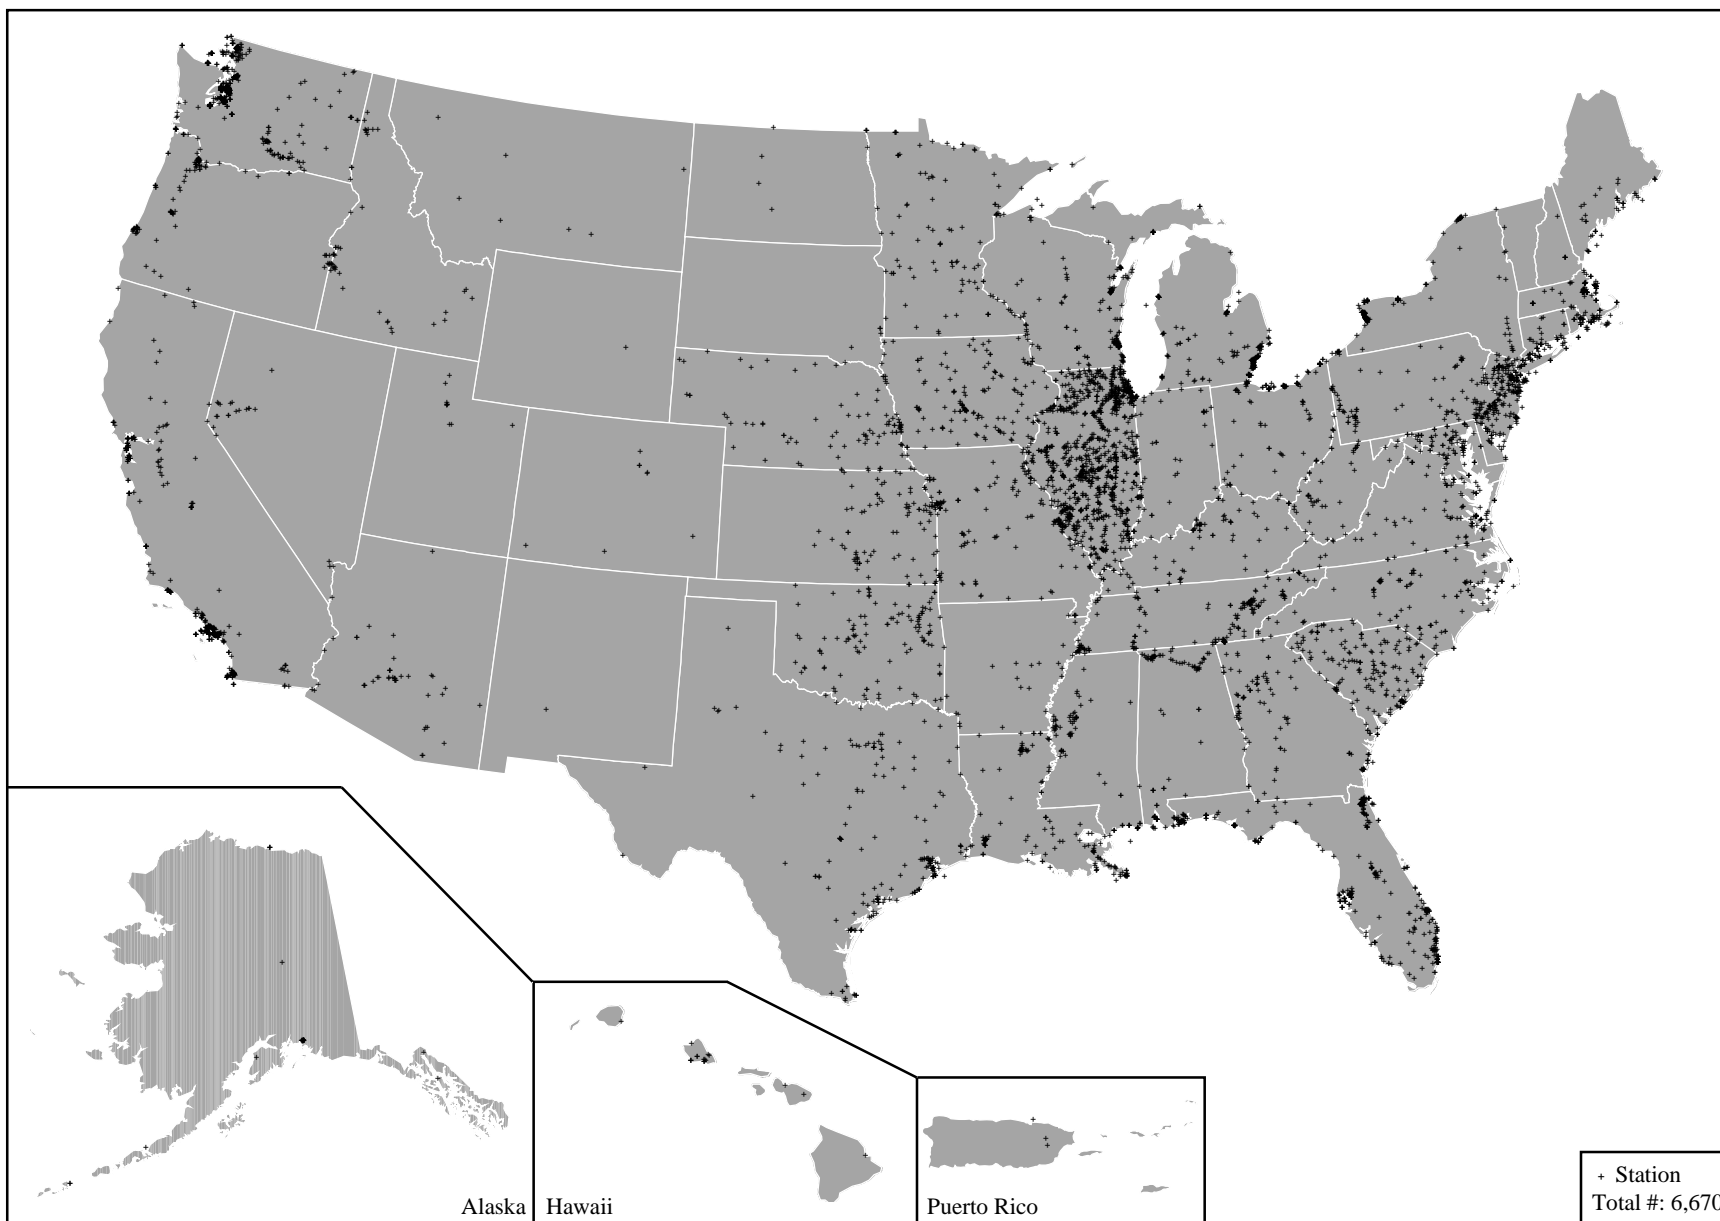 Alaska
Hawaii
Puerto Rico
+ Station
Total #: 6,670